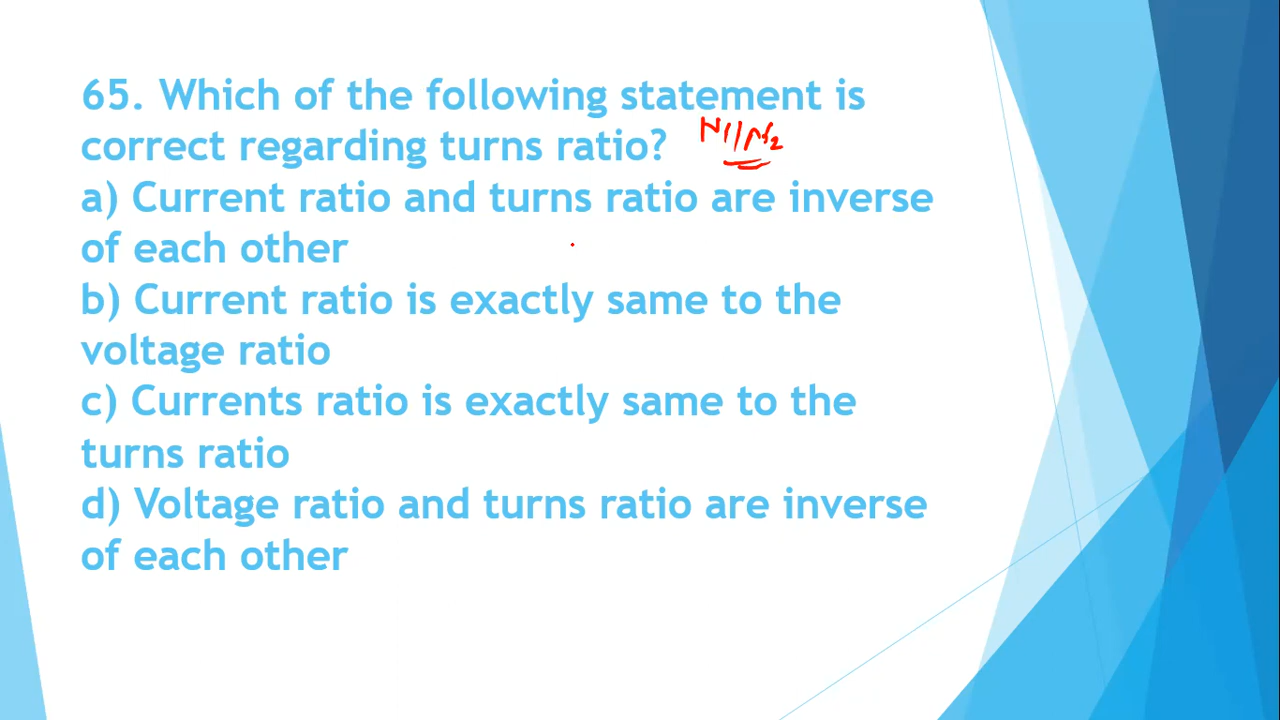 65. Which of the following statement is
correct regarding turns ratio? N1/N2
a) Current ratio and turns ratio are inverse
of each other
b) Current ratio is exactly same to the
voltage ratio
c) Currents ratio is exactly same to the
turns ratio
d) Voltage ratio and turns ratio are inverse
of each other